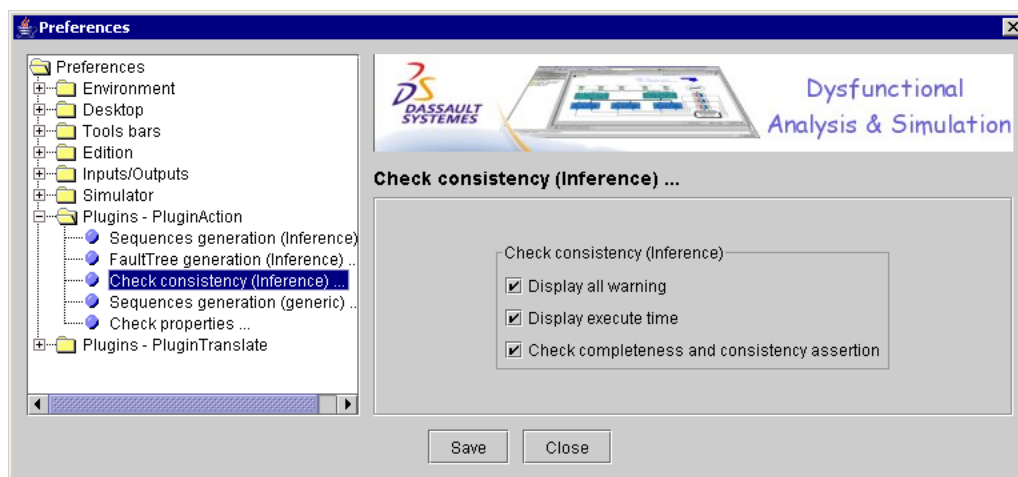 Preferences
Preferences
Environment
Desktop
Tools bars
Edition
Inputs/Outputs
Simulator
Plugins - PluginAction
Sequences generation (Inference)
FaultTree generation (Inference) ..
Check consistency (Inference) ...
Sequences generation (generic) ..
Check properties ...
Plugins - PluginTranslate
DASSAULT
SYSTEMES
Dysfunctional
Analysis & Simulation
Check consistency (Inference) ...
Check consistency (Inference)
Display all warning
Display execute time
Check completeness and consistency assertion
Save
Close